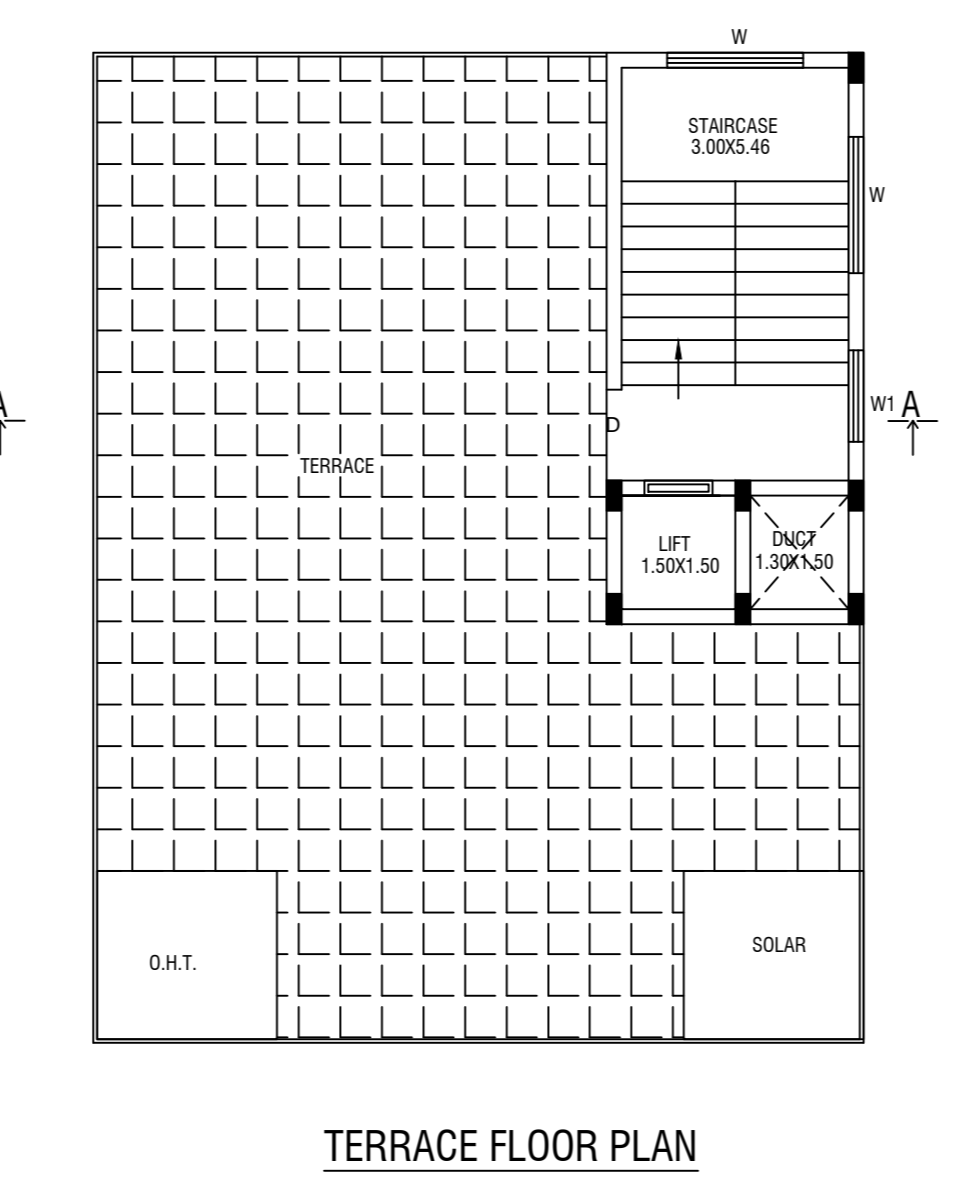 W
STAIRCASE
3.00X5.46
W
A
W1 A
D
TERRACE
LIFT
1.50X1.50
DUCT
1.30X1.50
O.H.T.
SOLAR
TERRACE FLOOR PLAN